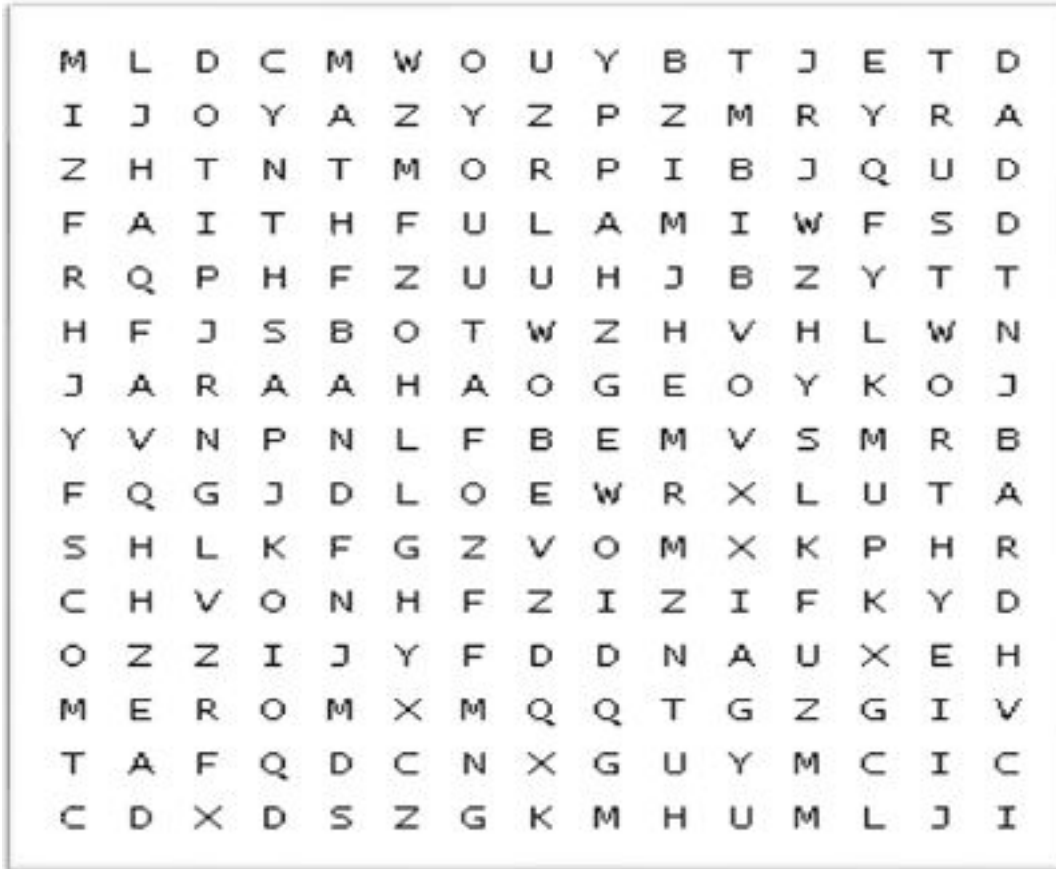 M L D C M W O U Y B T J E T D
I J O Y A Z Y Z P Z M R Y R A
Z H T N T M O R P I B J Q U D
F A I T H F U L A M I W F S D
R Q P H F Z U U H J B Z Y T T
H F J S B O T W Z H V H L W N
J A R A A H A O G E O Y K O J
Y V N P N L F B E M V S M R B
F Q G J D L O E W R X L U T A
S H L K F G Z V O M X K P H R
C H V O N H F Z I Z I F K Y D
O Z Z I J Y F D D N A U X E H
M E R O M X M Q Q T G Z G I V
T A F Q D C N X G U Y M C I C
C D X D S Z G K M H U M L J I